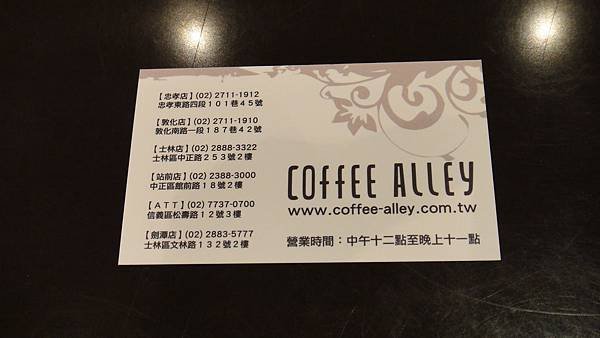 【忠孝店】(02) 2711-1912
忠孝東路四段１０１巷４５號
【敦化店】(02) 2711-1910
敦化南路一段１８７巷４２號
【士林店】(02) 2888-3322
士林區中正路２５３號２樓
【站前店】(02) 2388-3000
中正區館前路１８號２樓
【ＡＴＴ】(02) 7737-0700
信義區松壽路１２號３樓
【劍潭店】(02) 2883-5777
士林區文林路１３２號２樓
COFFEE ALLEY
www.coffee-alley.com.tw
營業時間：中午十二點至晚上十一點